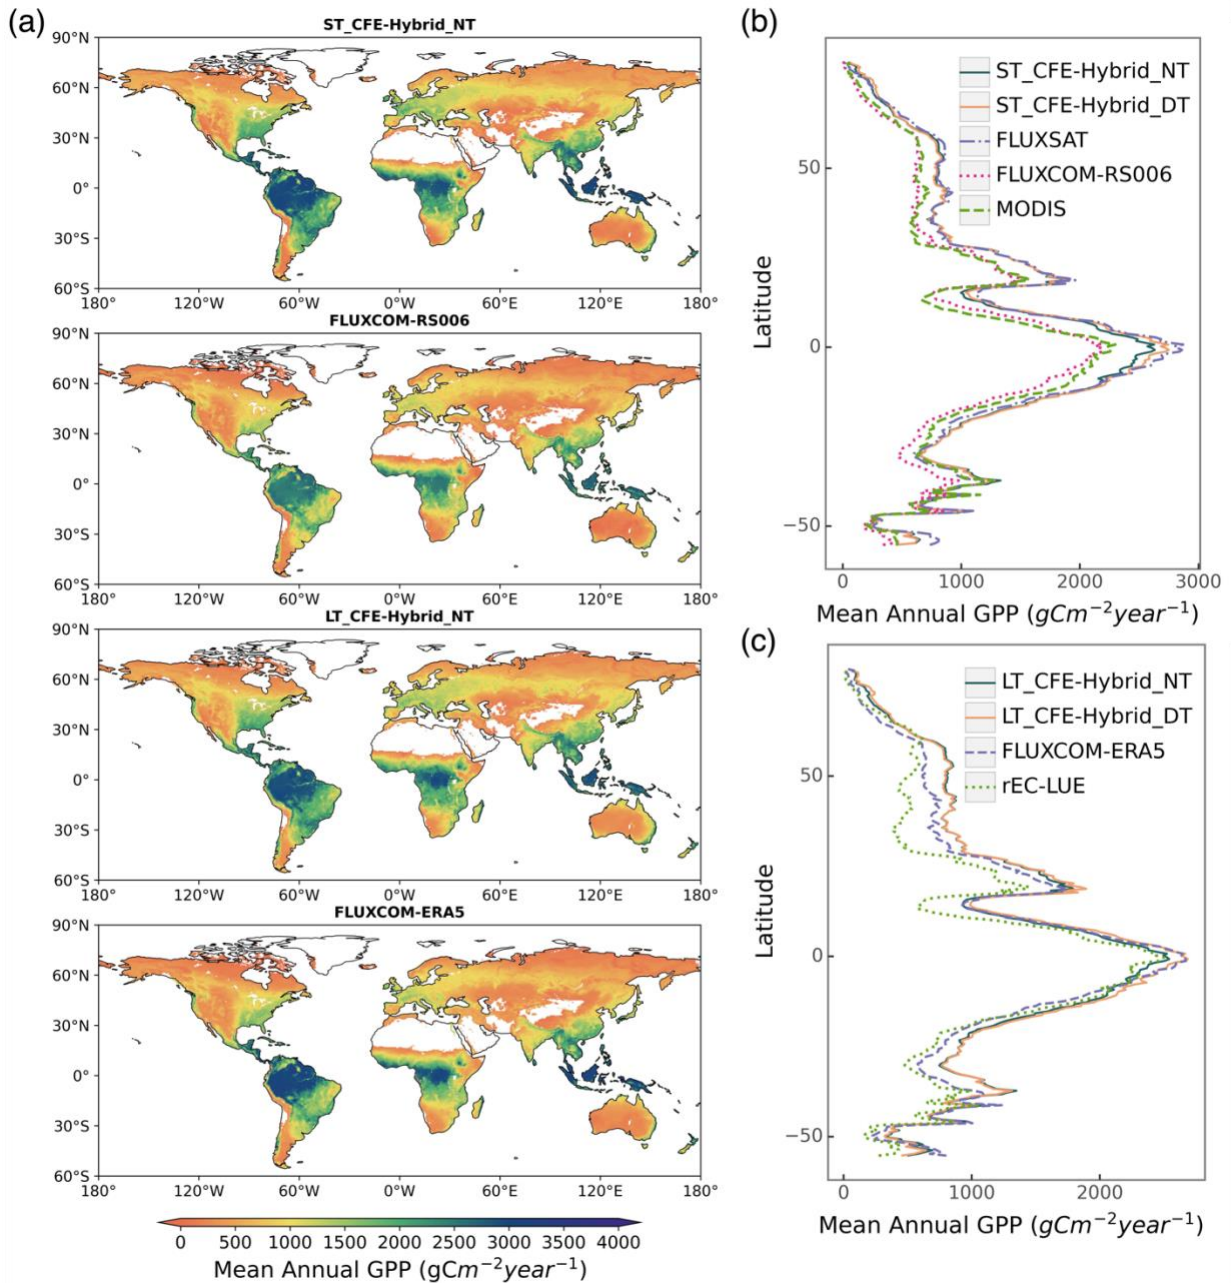 (a)
ST_CFE-Hybrid_NT
90°N
60°N
30°N
0°
30°S
60°S
180° 120°W 60°W 0°W 60°E 120°E 180°
FLUXCOM-RS006
90°N
60°N
30°N
0°
30°S
60°S
180° 120°W 60°W 0°W 60°E 120°E 180°
LT_CFE-Hybrid_NT
90°N
60°N
30°N
0°
30°S
60°S
180° 120°W 60°W 0°W 60°E 120°E 180°
FLUXCOM-ERA5
90°N
60°N
30°N
0°
30°S
60°S
180° 120°W 60°W 0°W 60°E 120°E 180°
0 500 1000 1500 2000 2500 3000 3500 4000
Mean Annual GPP (gCm⁻²year⁻¹)
(b)
ST_CFE-Hybrid_NT
ST_CFE-Hybrid_DT
FLUXSAT
FLUXCOM-RS006
MODIS
Latitude
50
0
−50
0 1000 2000 3000
Mean Annual GPP (gCm⁻²year⁻¹)
(c)
LT_CFE-Hybrid_NT
LT_CFE-Hybrid_DT
FLUXCOM-ERA5
rEC-LUE
Latitude
50
0
−50
0 1000 2000
Mean Annual GPP (gCm⁻²year⁻¹)